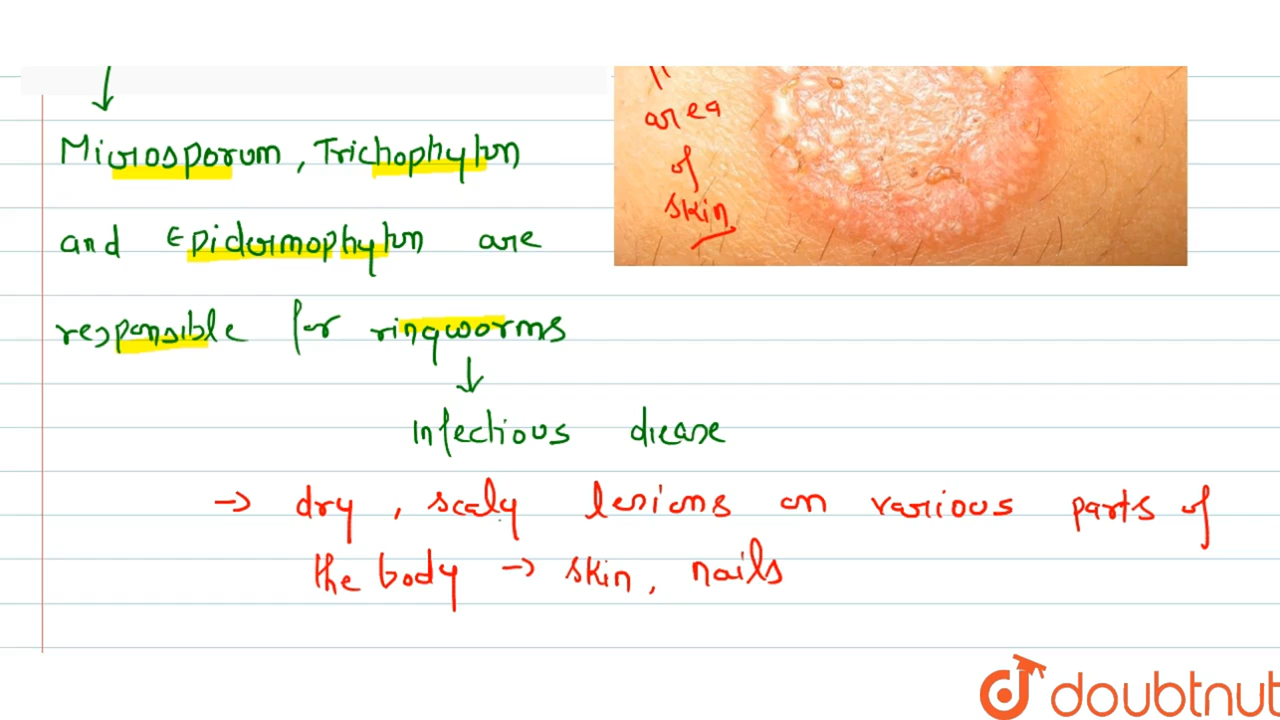 Microsporum, Trichophyton
and Epidermophyton are
responsible for ringworms
Infectious diease
→ dry, scaly lesions on various parts of
the body → skin, nails
area
of
skin
doubtnut